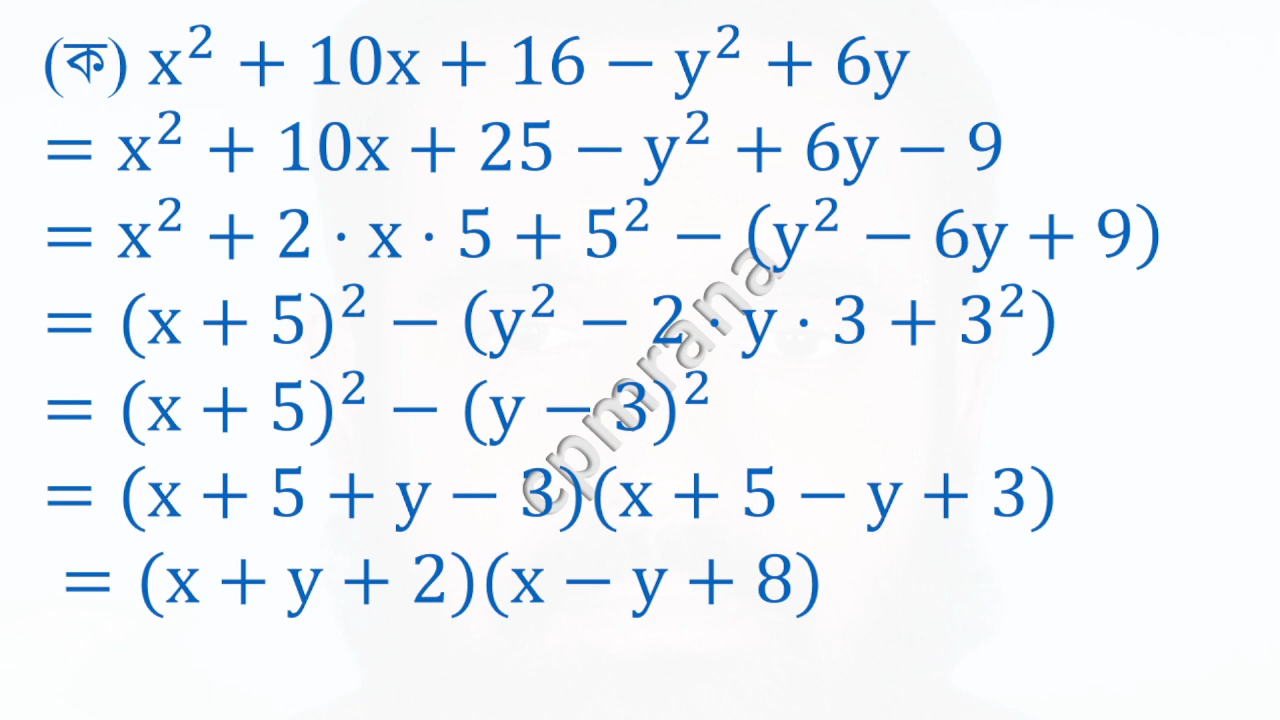 (ক) x² + 10x + 16 − y² + 6y
= x² + 10x + 25 − y² + 6y − 9
= x² + 2 · x · 5 + 5² − (y² − 6y + 9)
= (x + 5)² − (y² − 2 · y · 3 + 3²)
= (x + 5)² − (y − 3)²
= (x + 5 + y − 3)(x + 5 − y + 3)
= (x + y + 2)(x − y + 8)
cpmrana